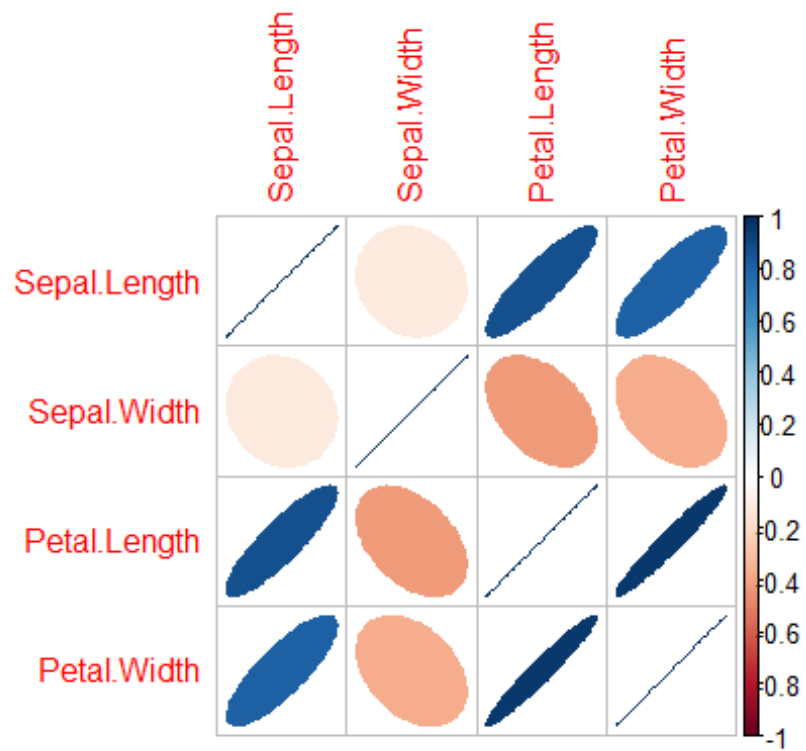 Sepal.Length
Sepal.Width
Petal.Length
Petal.Width
Sepal.Length
Sepal.Width
Petal.Length
Petal.Width
1
0.8
0.6
0.4
0.2
0
-0.2
-0.4
-0.6
-0.8
-1